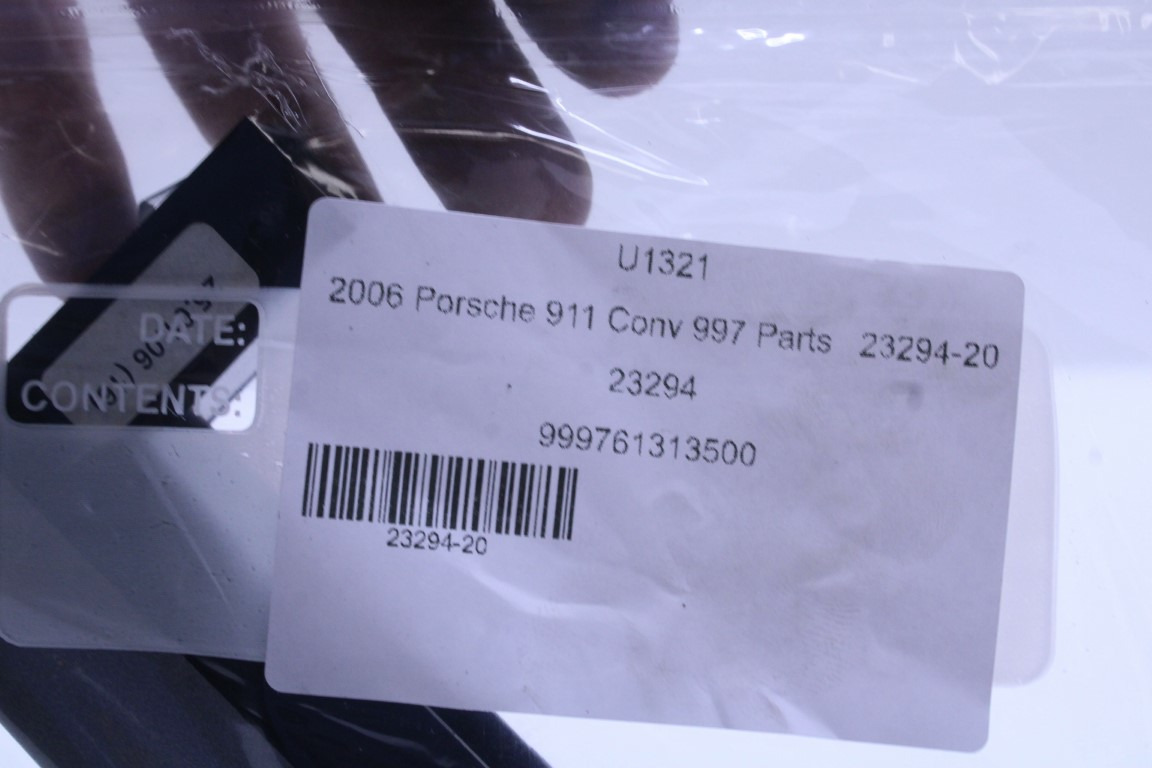 U1321
2006 Porsche 911 Conv 997 Parts 23294-20
23294
999761313500
23294-20
DATE:
CONTENTS: